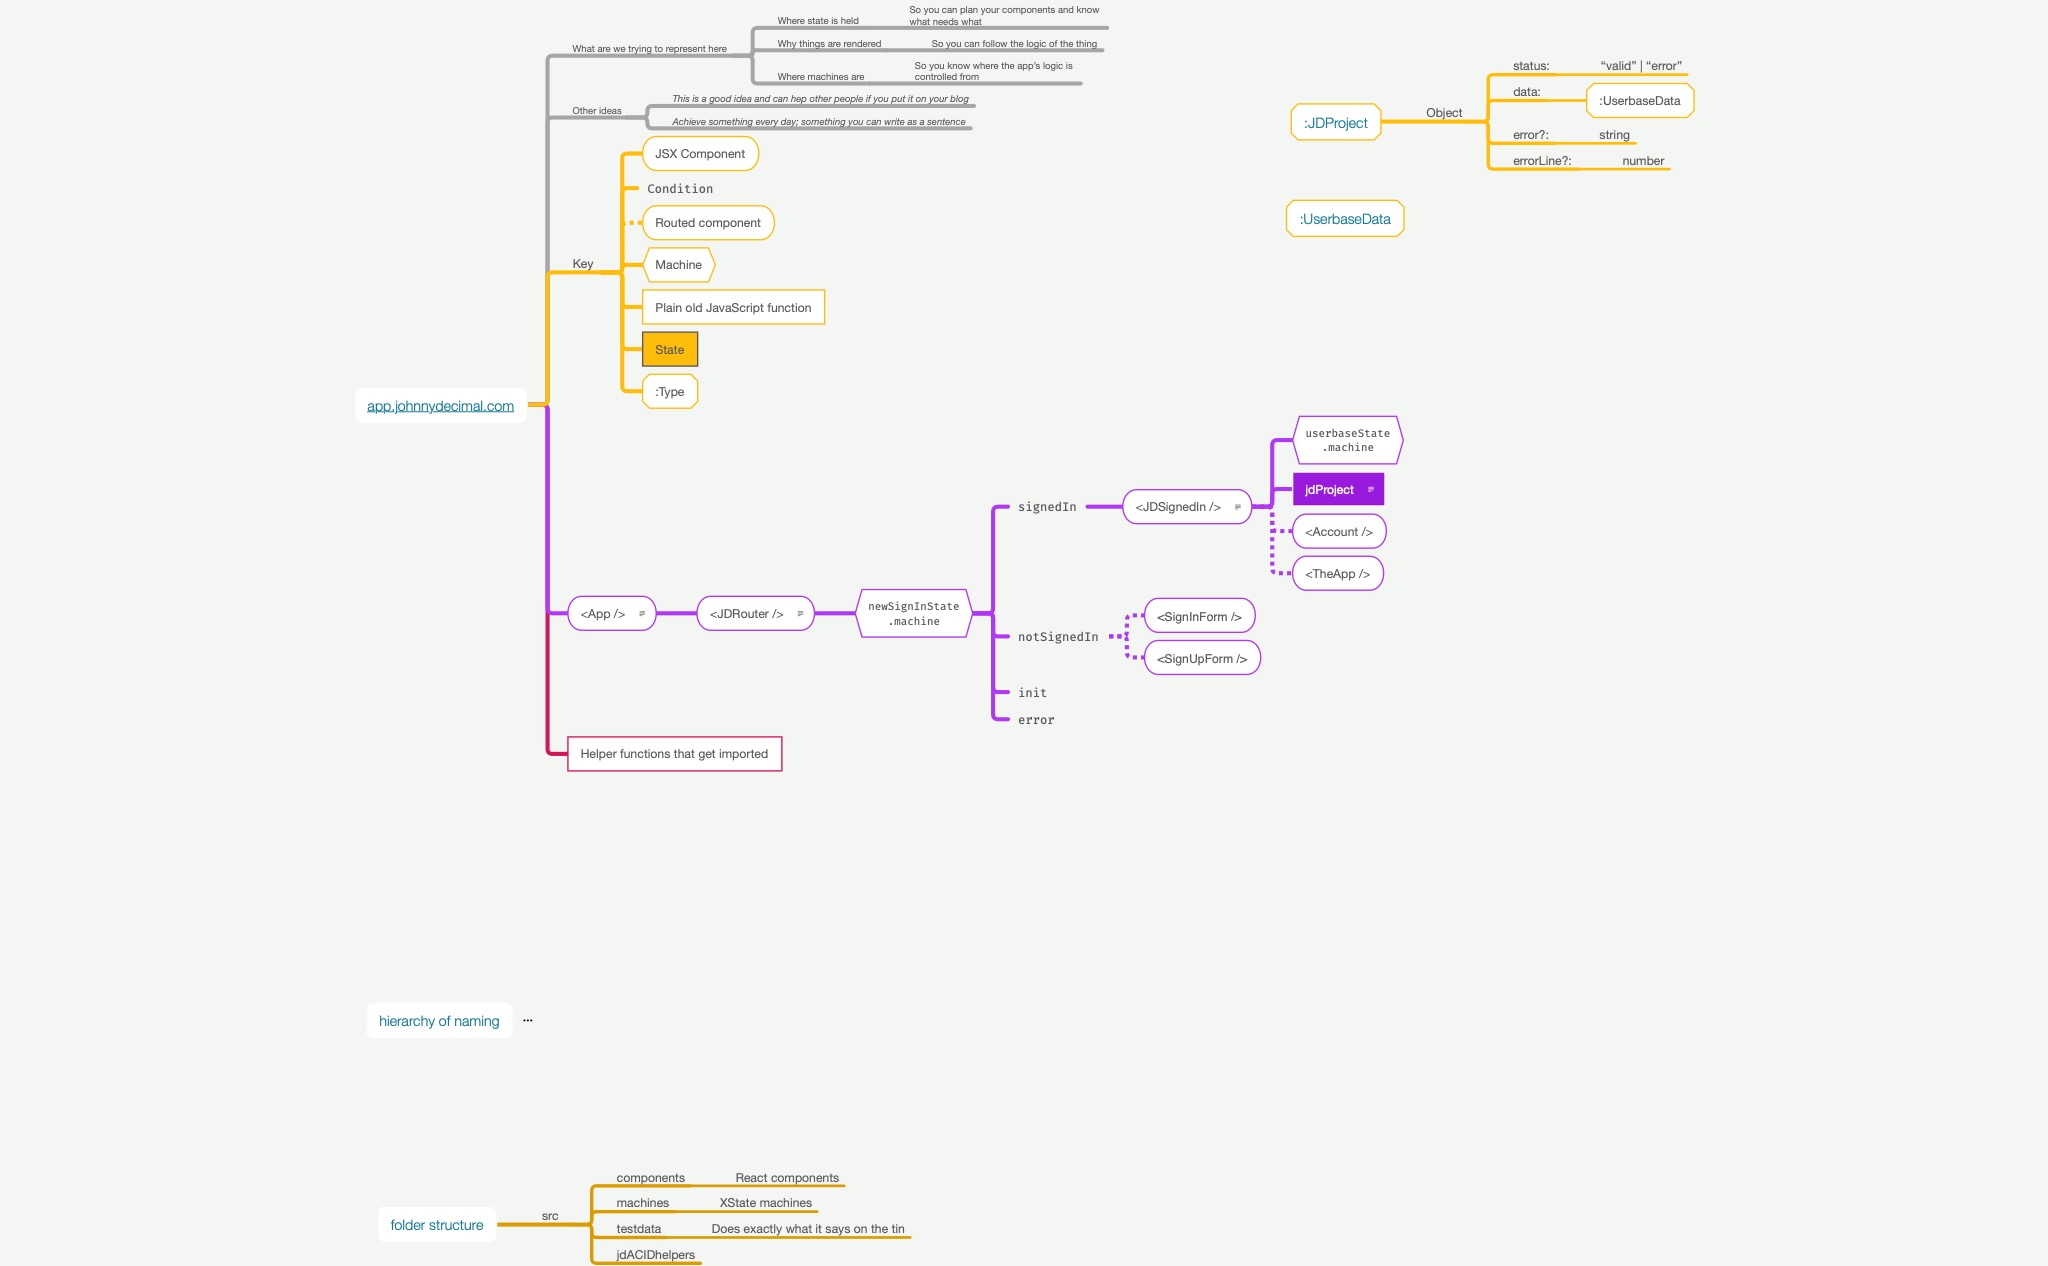 What are we trying to represent here
Where state is held
So you can plan your components and know
what needs what
Why things are rendered
So you can follow the logic of the thing
Where machines are
So you know where the app's logic is
controlled from
Other ideas
This is a good idea and can hep other people if you put it on your blog
Achieve something every day; something you can write as a sentence
Key
JSX Component
Condition
Routed component
Machine
Plain old JavaScript function
State
:Type
app.johnnydecimal.com
:JDProject
Object
status:
“valid” | “error”
data:
:UserbaseData
error?:
string
errorLine?:
number
:UserbaseData
<App />
<JDRouter />
newSignInState
.machine
signedIn
<JDSignedIn />
userbaseState
.machine
jdProject
<Account />
<TheApp />
notSignedIn
<SignInForm />
<SignUpForm />
init
error
Helper functions that get imported
hierarchy of naming
...
folder structure
src
components
React components
machines
XState machines
testdata
Does exactly what it says on the tin
jdACIDhelpers